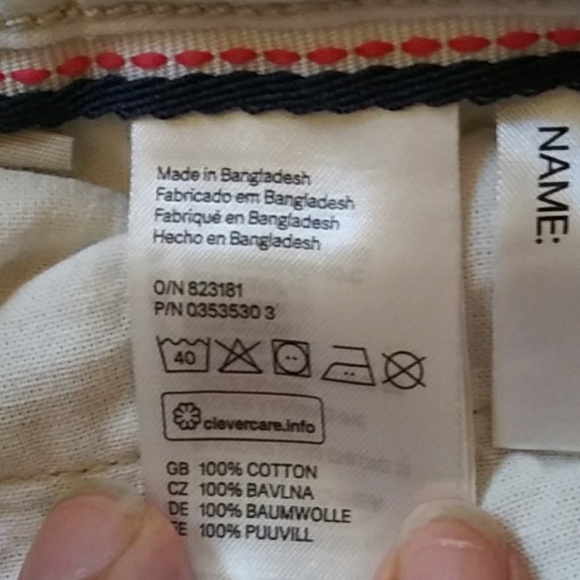 Made in Bangladesh
Fabricado em Bangladesh
Fabriqué en Bangladesh
Hecho en Bangladesh
O/N 823181
P/N 0353530 3
40
clevercare.info
GB 100% COTTON
CZ 100% BAVLNA
DE 100% BAUMWOLLE
EE 100% PUUVILL
NAME: